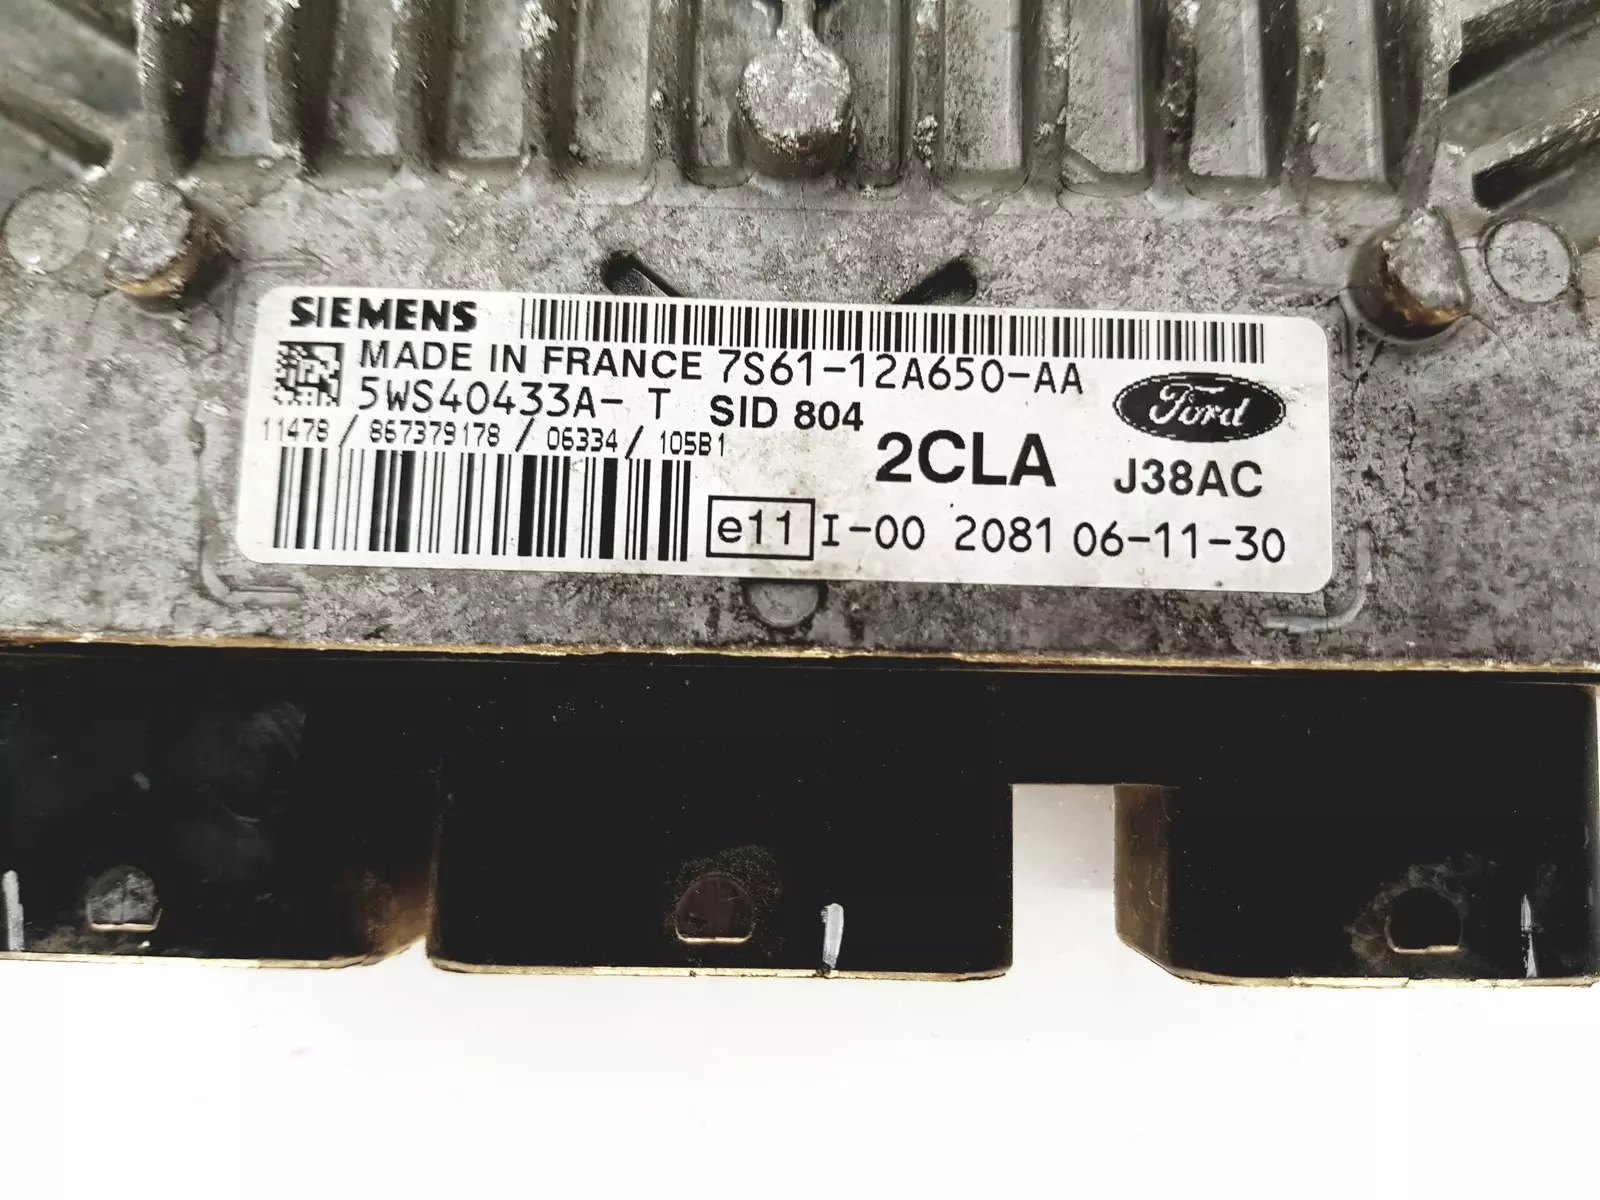 SIEMENS
MADE IN FRANCE 7S61-12A650-AA
5WS40433A- T SID 804
Ford
11478 / 867379178 / 06334 / 105B1
2CLA J38AC
e11 I-00 2081 06-11-30